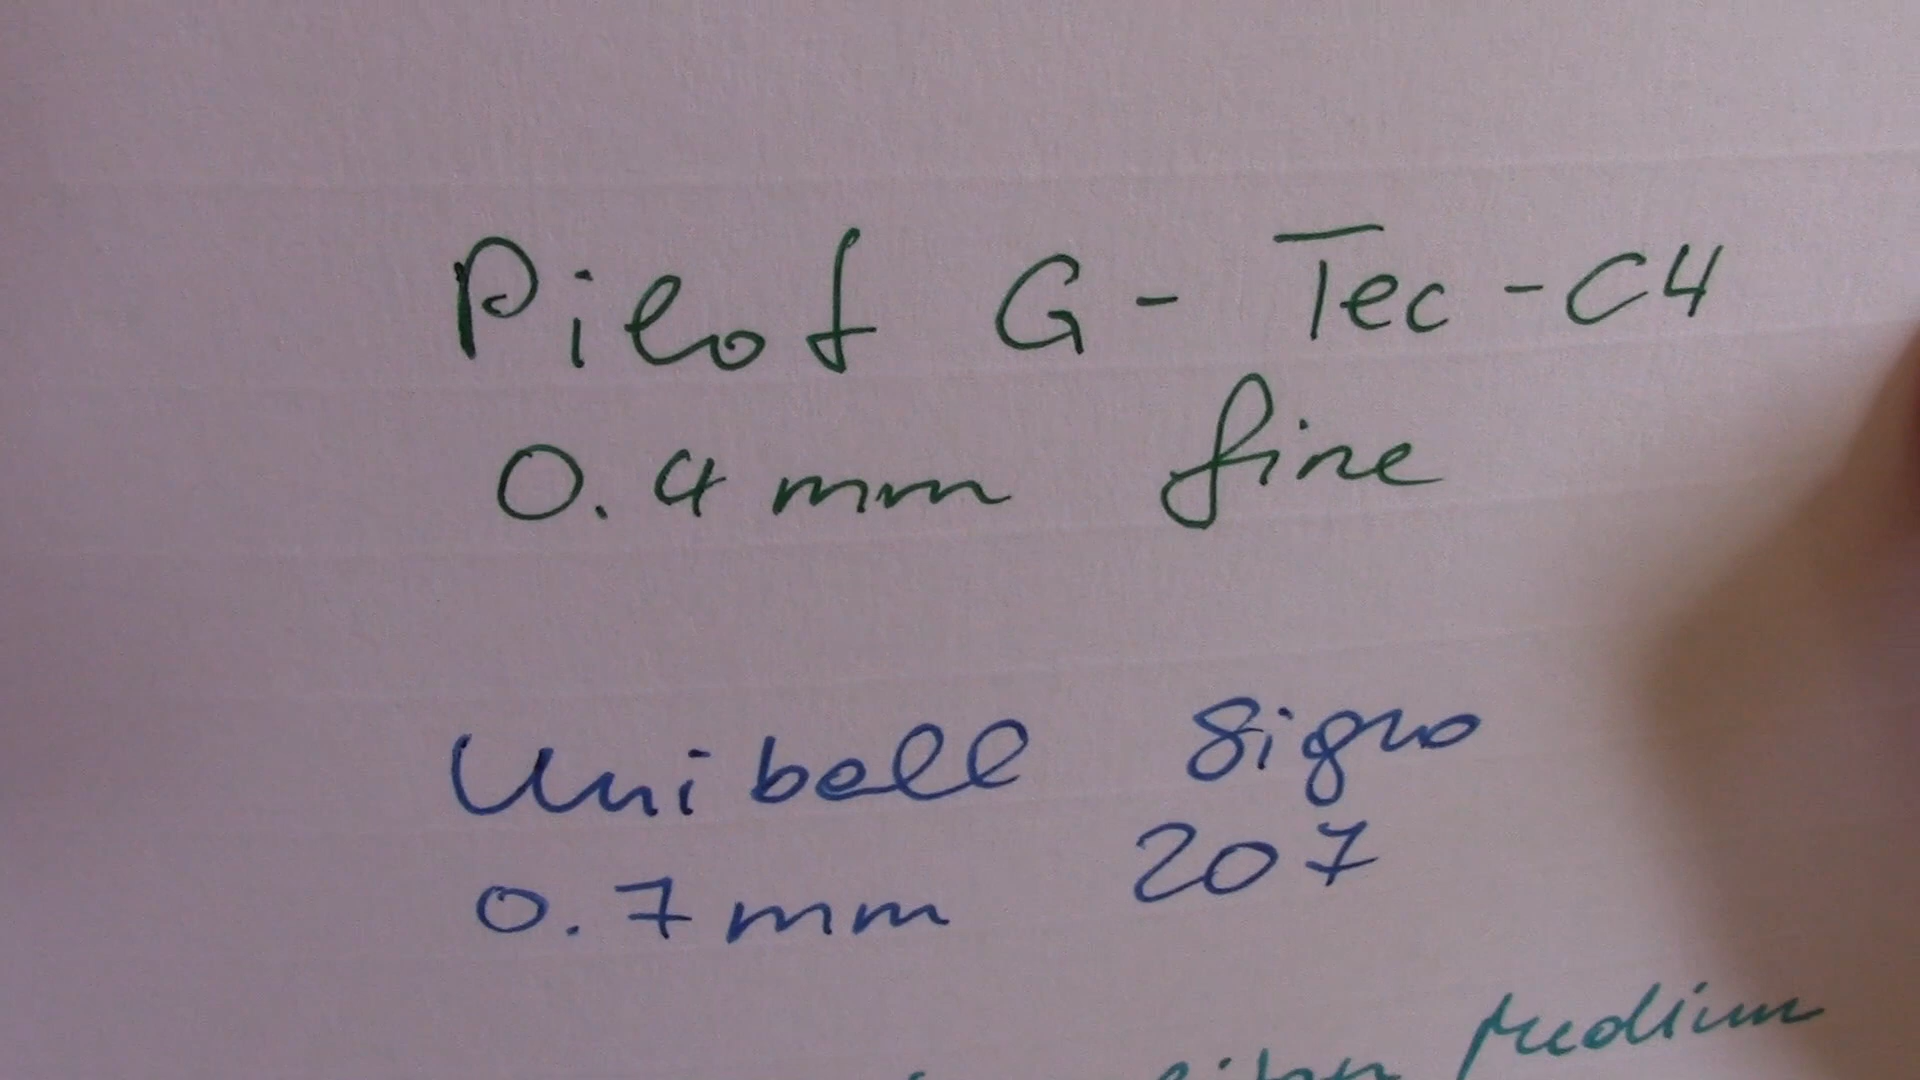 Pilot G-Tec-C4
0.4 mm fine
Uniball Signo
0.7 mm 207
Medium